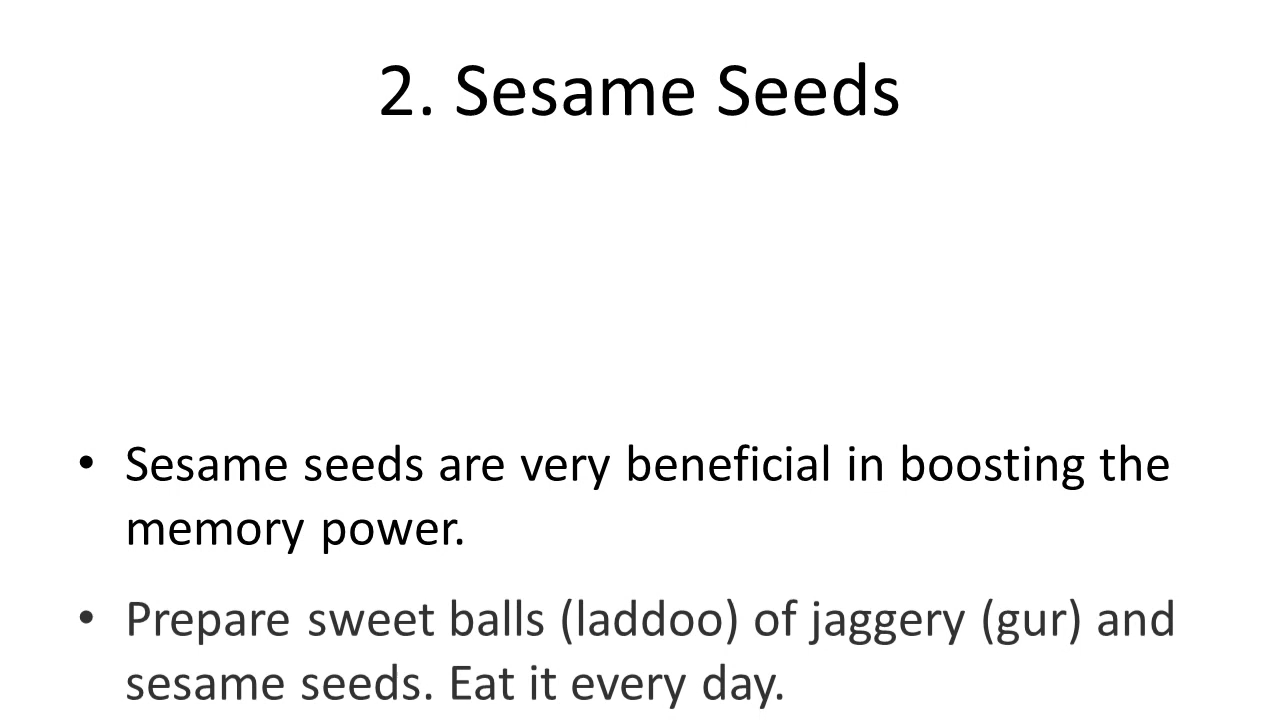 2. Sesame Seeds
• Sesame seeds are very beneficial in boosting the
memory power.
• Prepare sweet balls (laddoo) of jaggery (gur) and
sesame seeds. Eat it every day.